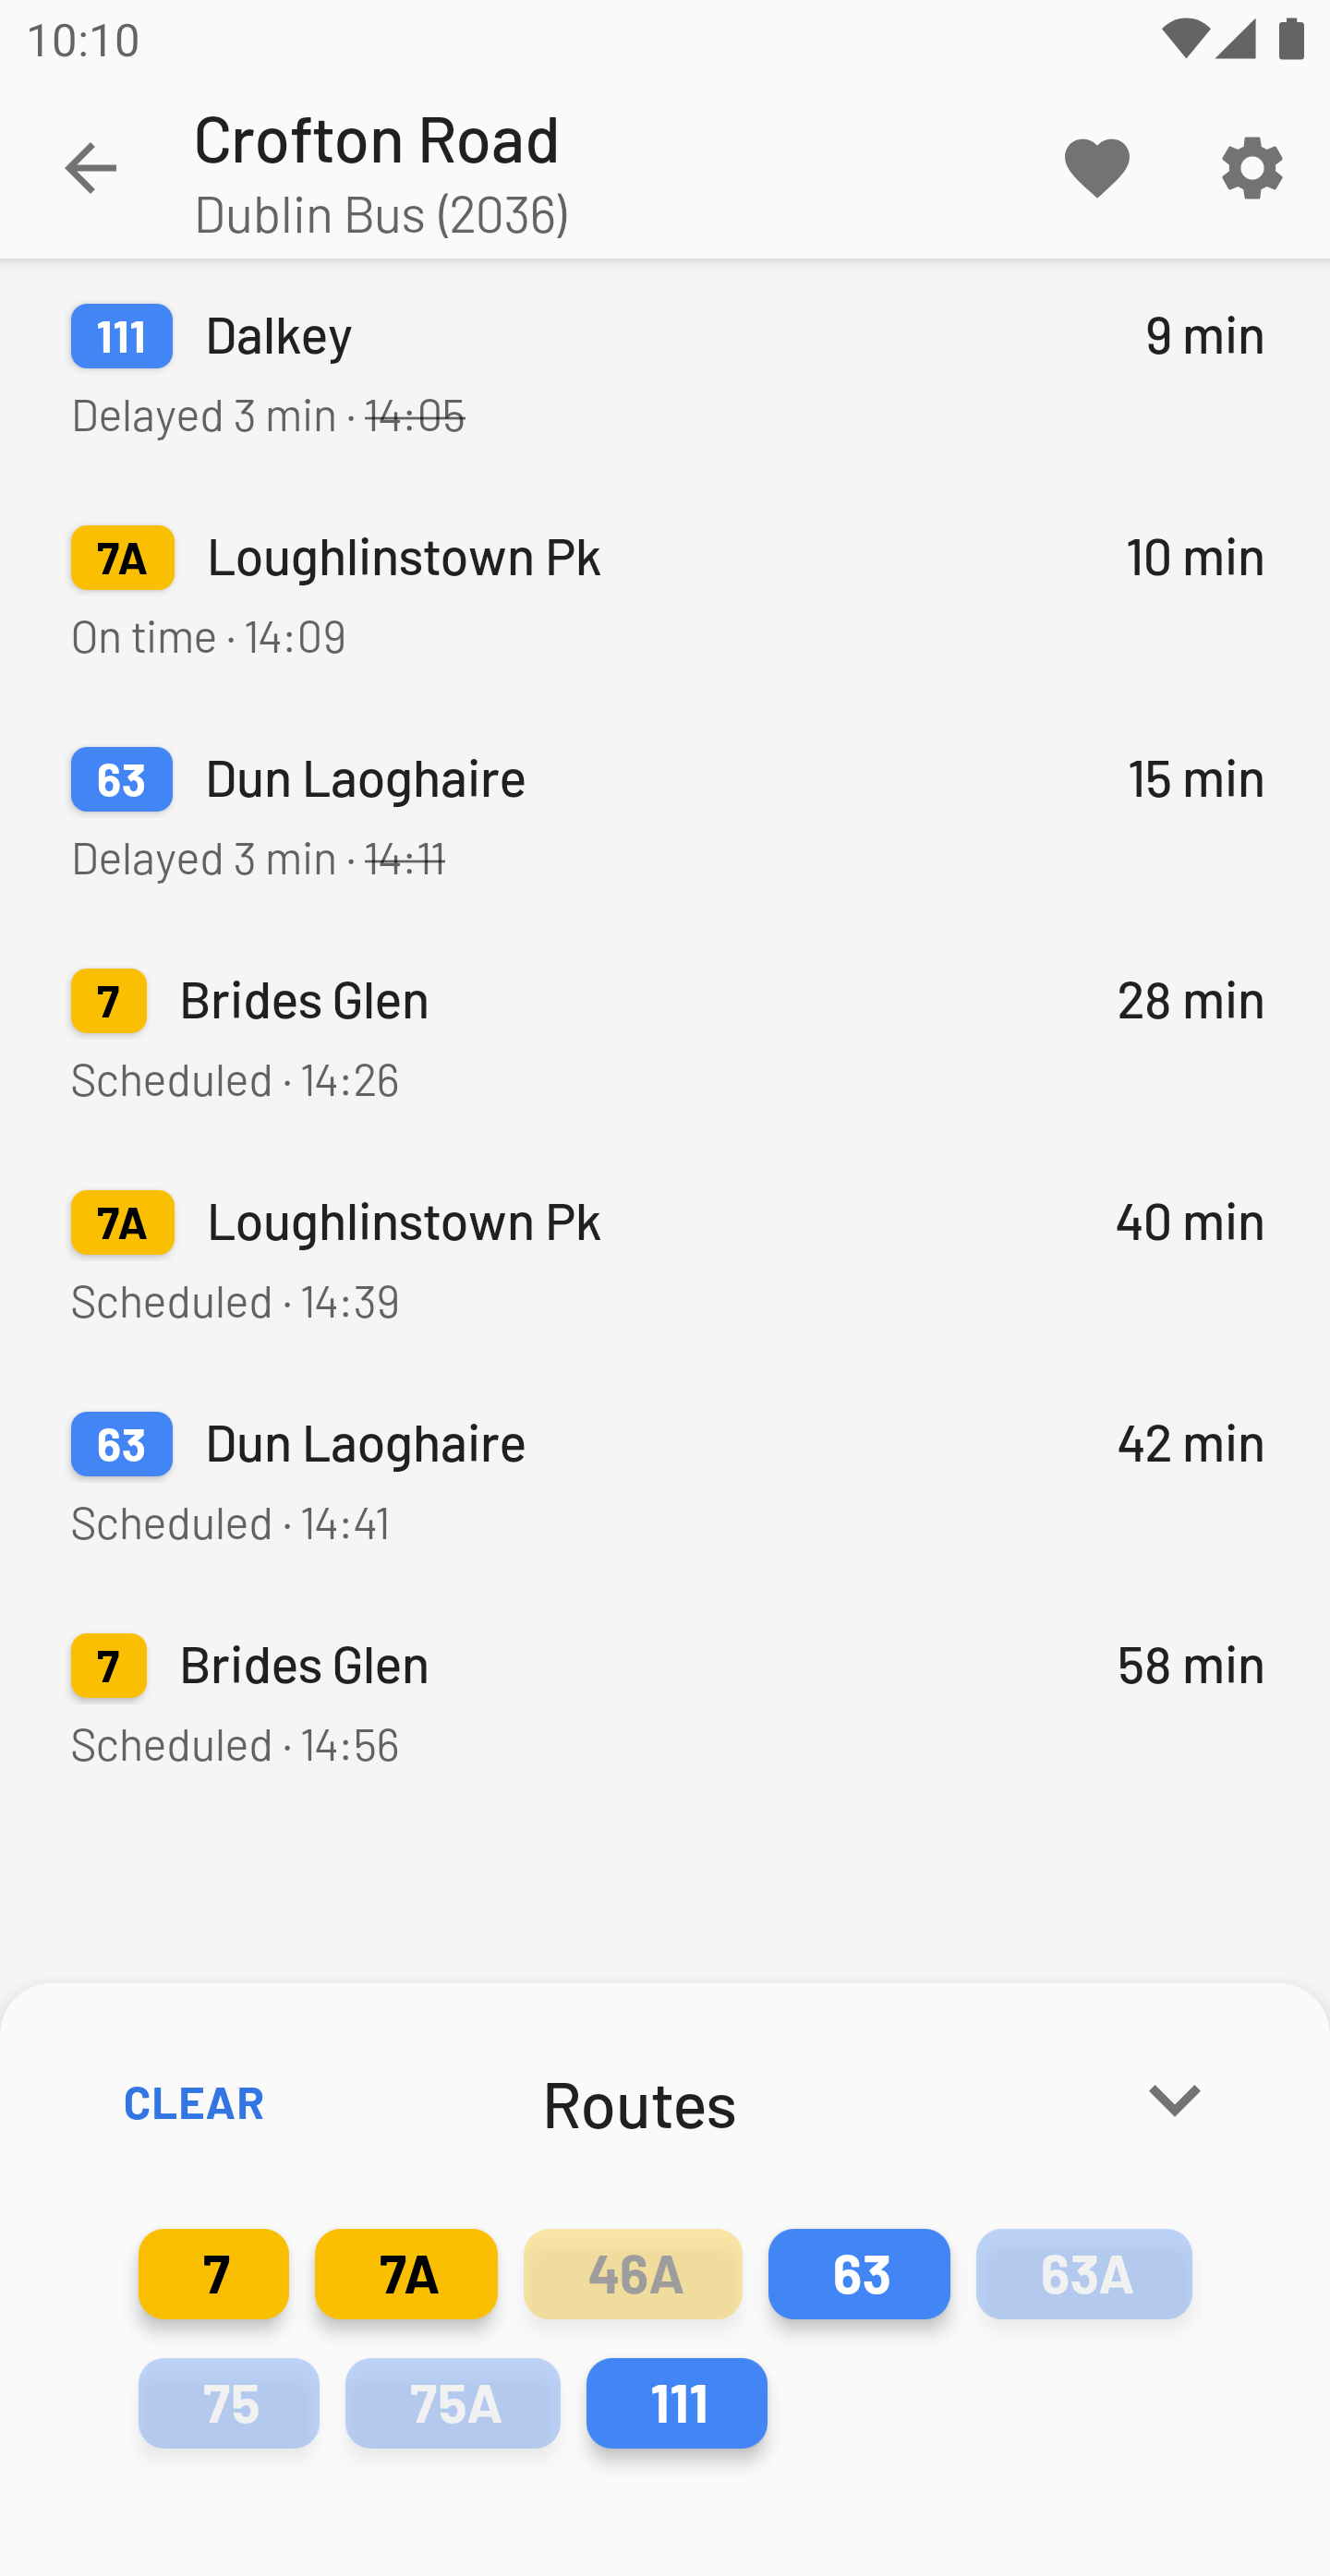 10:10
Crofton Road
Dublin Bus (2036)
111 Dalkey 9 min
Delayed 3 min · 14:05
7A Loughlinstown Pk 10 min
On time · 14:09
63 Dun Laoghaire 15 min
Delayed 3 min · 14:11
7 Brides Glen 28 min
Scheduled · 14:26
7A Loughlinstown Pk 40 min
Scheduled · 14:39
63 Dun Laoghaire 42 min
Scheduled · 14:41
7 Brides Glen 58 min
Scheduled · 14:56
CLEAR Routes
7 7A 46A 63 63A
75 75A 111